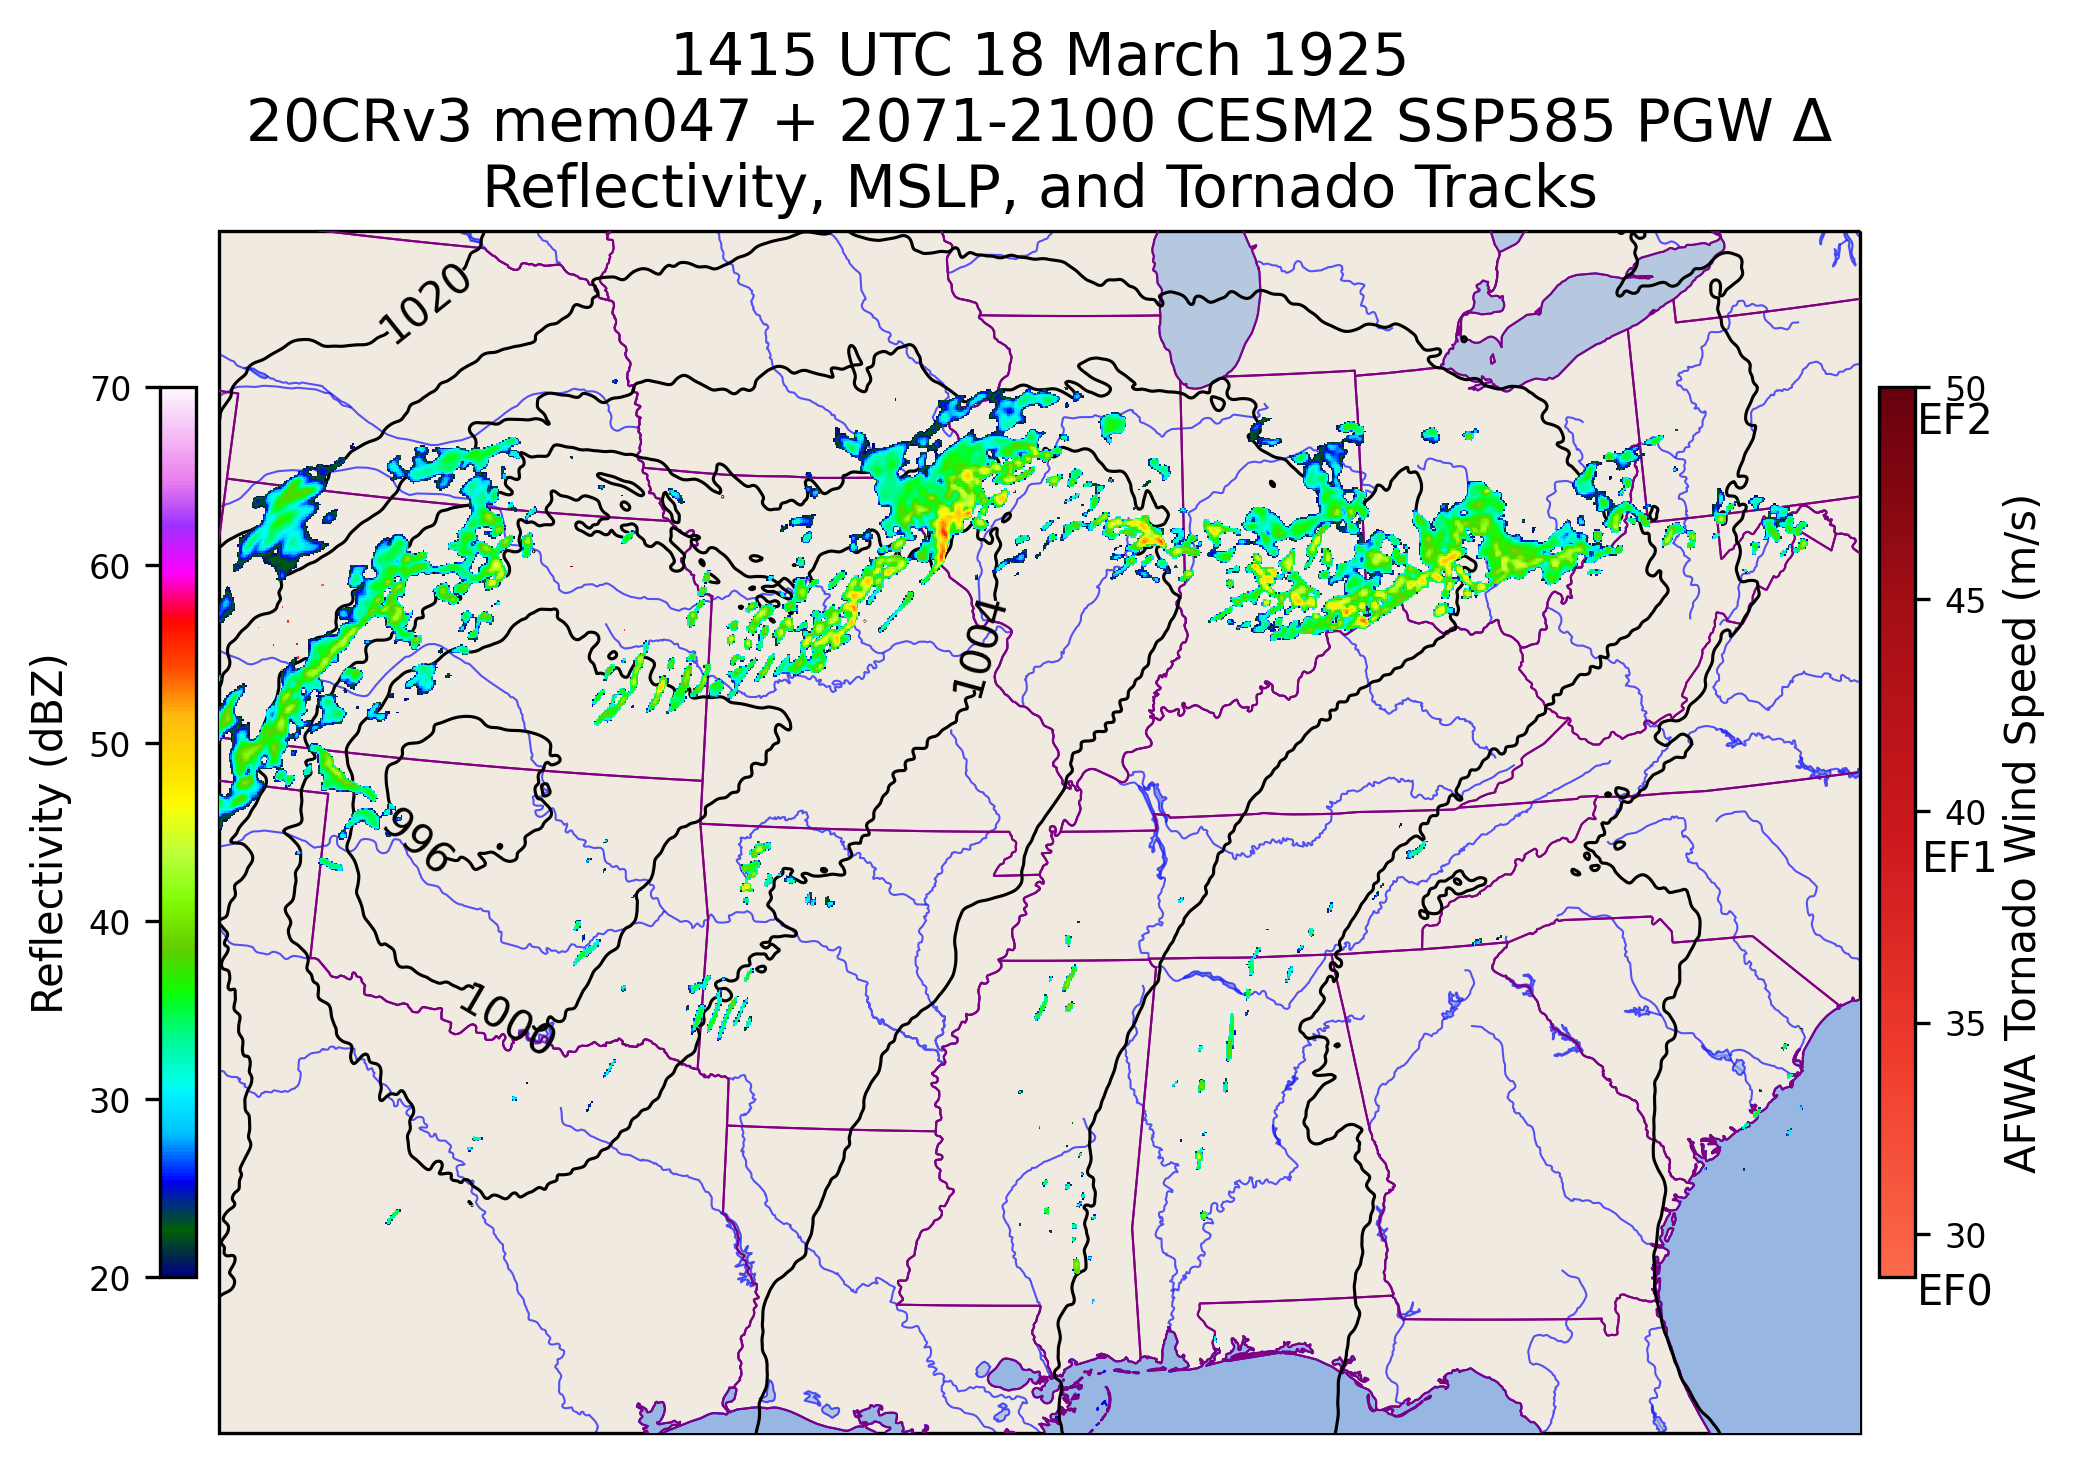 1415 UTC 18 March 1925
20CRv3 mem047 + 2071-2100 CESM2 SSP585 PGW Δ
Reflectivity, MSLP, and Tornado Tracks
1020
1004
996
1000
Reflectivity (dBZ)
70
60
50
40
30
20
50
EF2
45
40
EF1
35
30
EF0
AFWA Tornado Wind Speed (m/s)